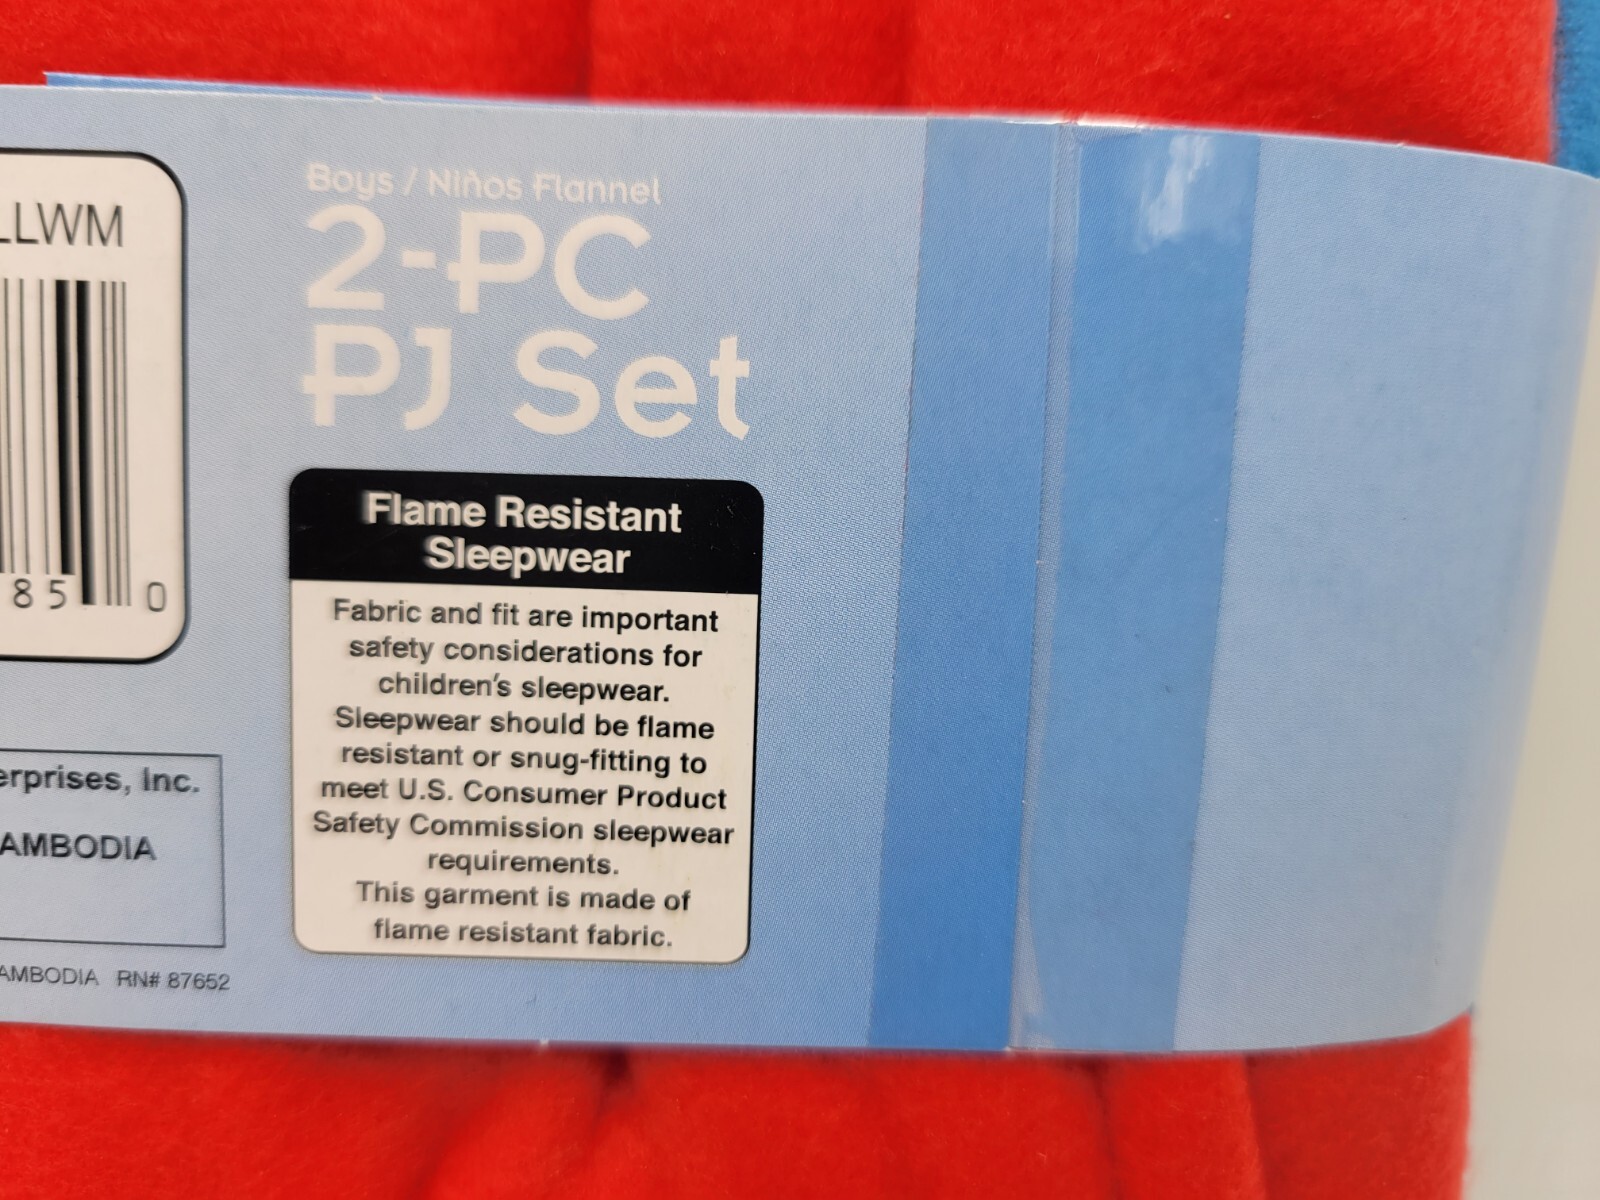 LLWM
85 0
erprises, Inc.
AMBODIA
AMBODIA RN# 87652
Boys / Niños Flannel
2-PC
PJ Set
Flame Resistant
Sleepwear
Fabric and fit are important
safety considerations for
children's sleepwear.
Sleepwear should be flame
resistant or snug-fitting to
meet U.S. Consumer Product
Safety Commission sleepwear
requirements.
This garment is made of
flame resistant fabric.